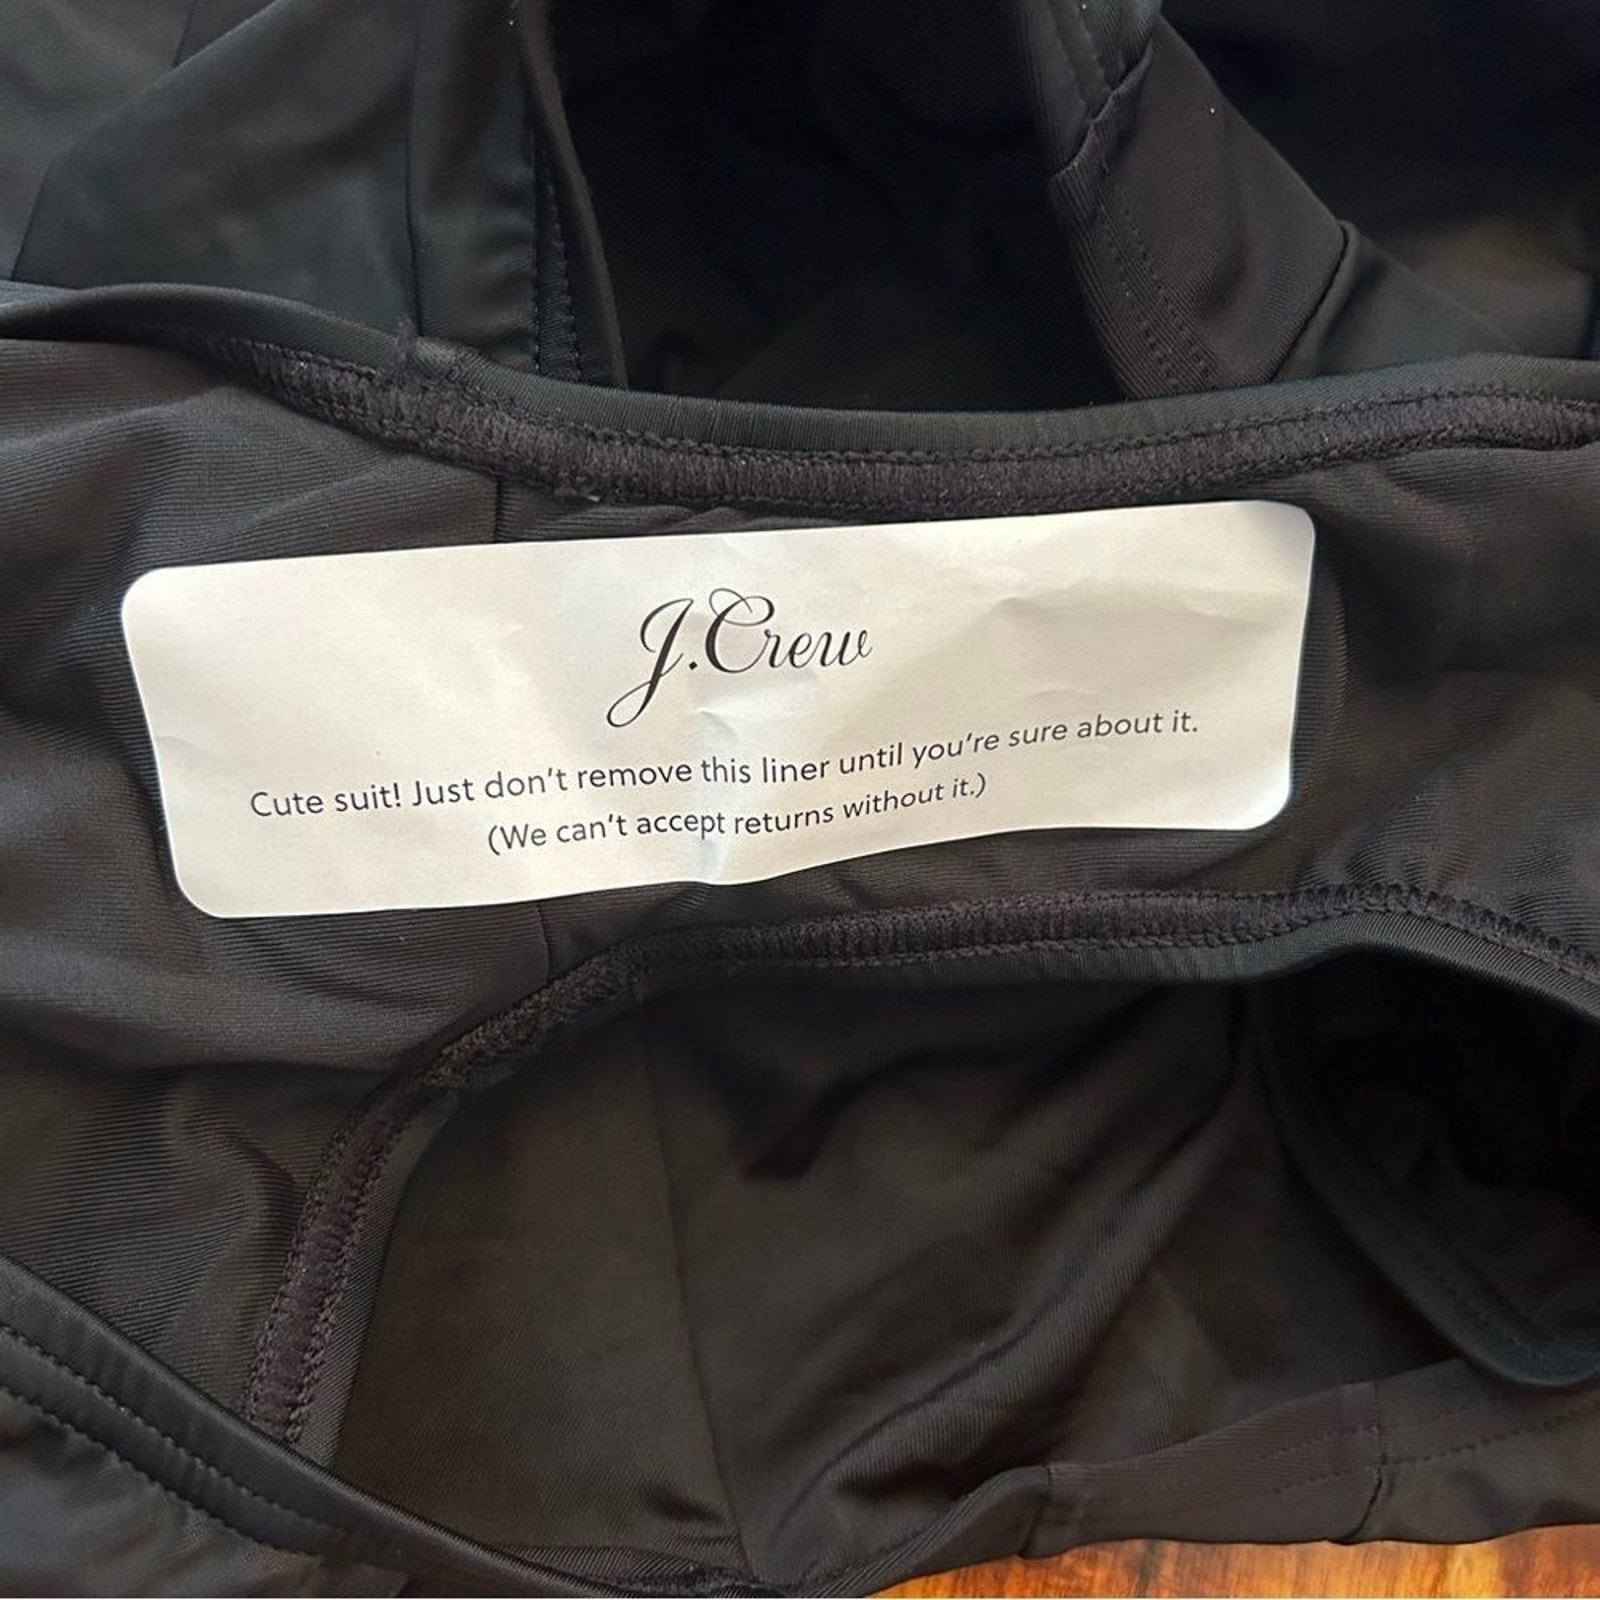 J.Crew
Cute suit! Just don't remove this liner until you're sure about it.
(We can't accept returns without it.)